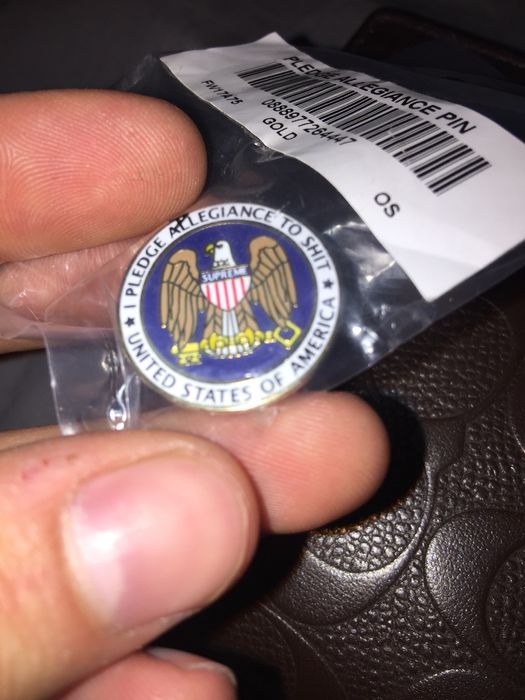 PLEDGE ALLEGIANCE PIN
FW17A75
0888977264447
GOLD
OS
I PLEDGE ALLEGIANCE TO SHIT
SUPREME
UNITED STATES OF AMERICA